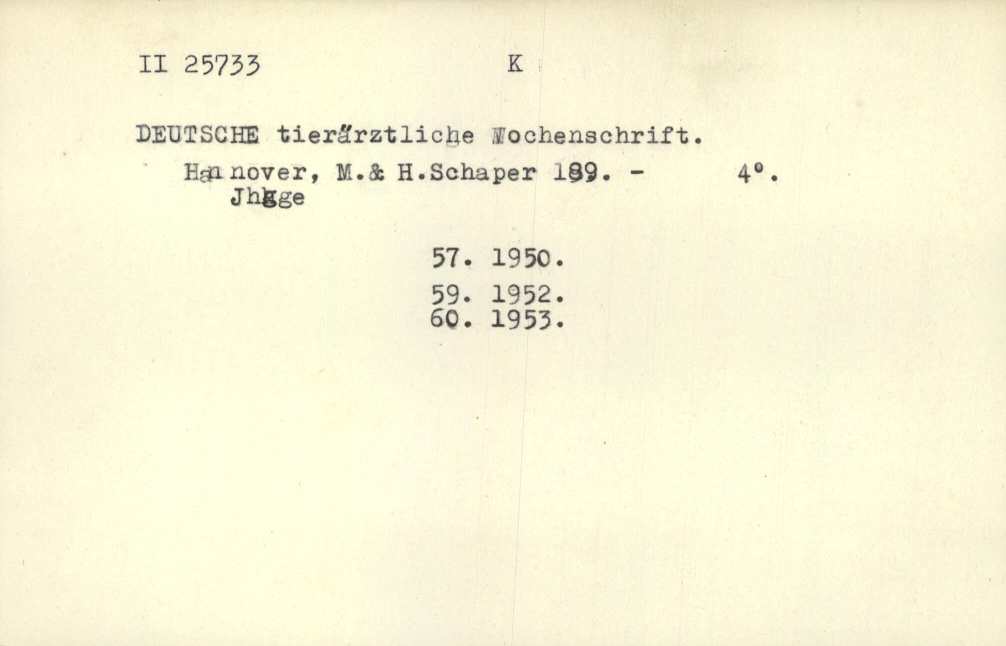 II 25733 K
DEUTSCHE tierärztliche Wochenschrift.
Hannover, M.& H.Schaper 189. - 4°.
Jhgge
57. 1950.
59. 1952.
60. 1953.